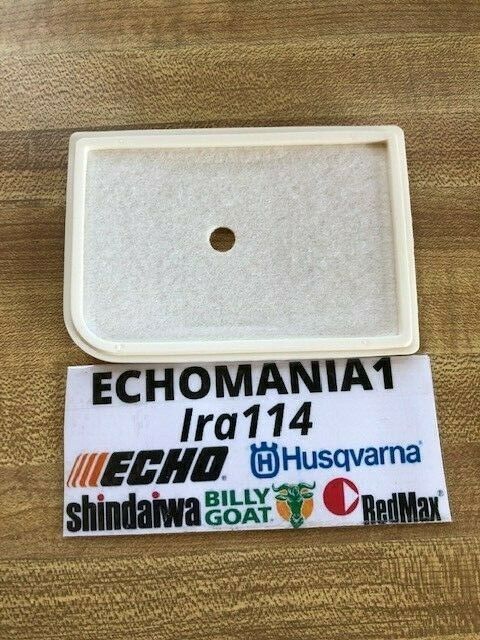 ECHOMANIA1
Ira114
ECHO Husqvarna
shindaiwa BILLY GOAT RedMax